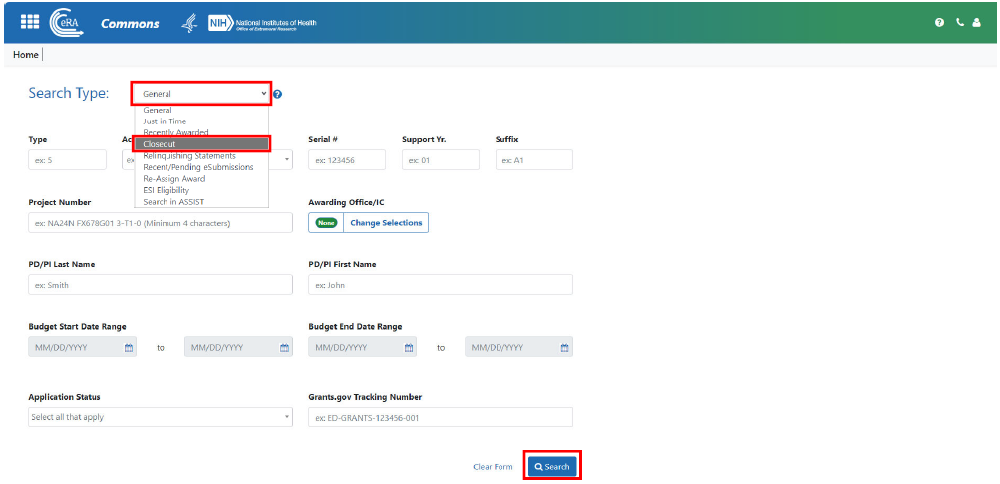 eRA Commons NIH National Institutes of Health
Office of Extramural Research
Home
Search Type: General
General
Just in Time
Recently Awarded
Closeout
Relinquishing Statements
Recent/Pending eSubmissions
Re-Assign Award
ESI Eligibility
Search in ASSIST
Type Ac Serial # Support Yr. Suffix
ex: 5 ex ex: 123456 ex: 01 ex: A1
Project Number Awarding Office/IC
ex: NA24N FX678G01 3-T1-0 (Minimum 4 characters) None Change Selections
PD/PI Last Name PD/PI First Name
ex: Smith ex: John
Budget Start Date Range Budget End Date Range
MM/DD/YYYY to MM/DD/YYYY MM/DD/YYYY to MM/DD/YYYY
Application Status Grants.gov Tracking Number
Select all that apply ex: ED-GRANTS-123456-001
Clear Form Search